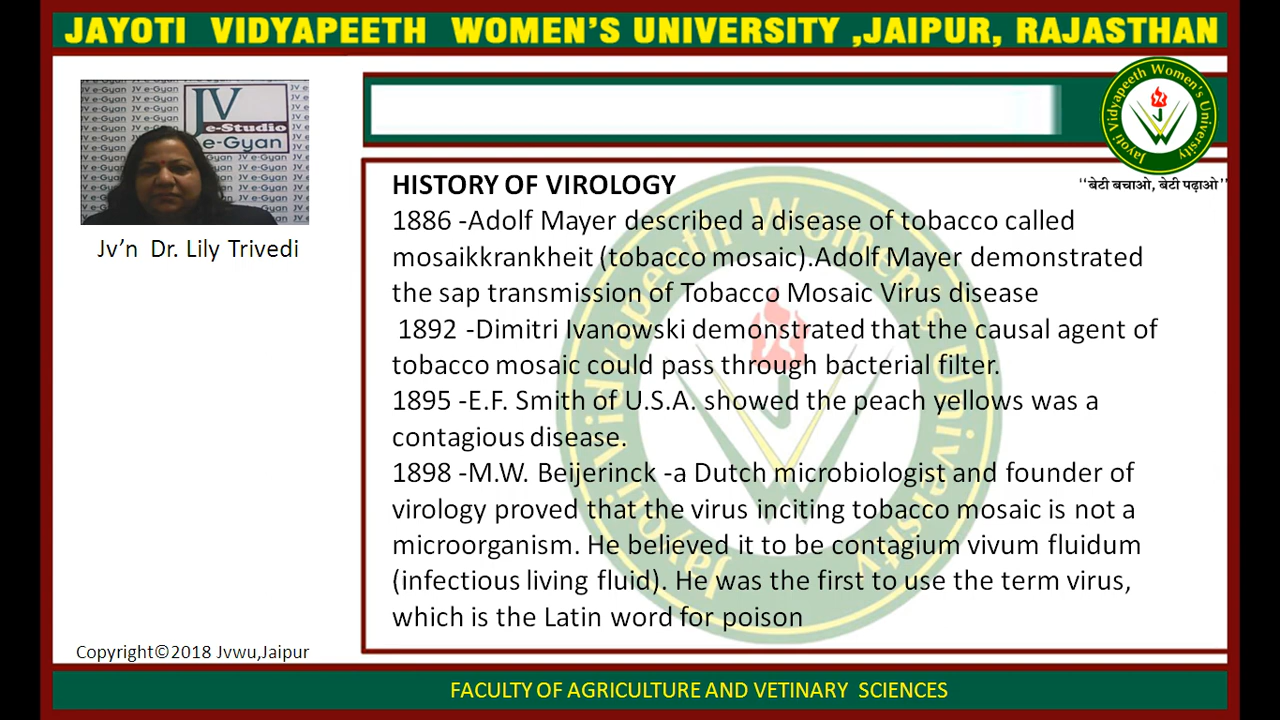 JAYOTI VIDYAPEETH WOMEN'S UNIVERSITY ,JAIPUR, RAJASTHAN
JV
e-Studio
e-Gyan
Jv'n Dr. Lily Trivedi
Jayoti Vidyapeeth Women's University
"बेटी बचाओ, बेटी पढ़ाओ"
HISTORY OF VIROLOGY
1886 -Adolf Mayer described a disease of tobacco called
mosaikkrankheit (tobacco mosaic).Adolf Mayer demonstrated
the sap transmission of Tobacco Mosaic Virus disease
1892 -Dimitri Ivanowski demonstrated that the causal agent of
tobacco mosaic could pass through bacterial filter.
1895 -E.F. Smith of U.S.A. showed the peach yellows was a
contagious disease.
1898 -M.W. Beijerinck -a Dutch microbiologist and founder of
virology proved that the virus inciting tobacco mosaic is not a
microorganism. He believed it to be contagium vivum fluidum
(infectious living fluid). He was the first to use the term virus,
which is the Latin word for poison
Copyright©2018 Jvwu,Jaipur
FACULTY OF AGRICULTURE AND VETINARY SCIENCES